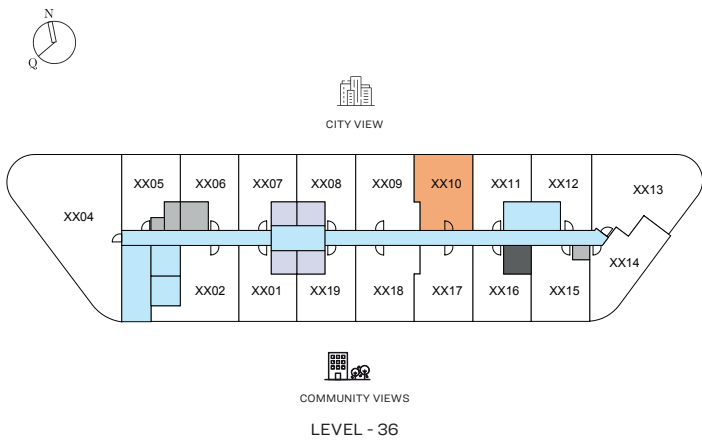 N
Q
CITY VIEW
XX05 XX06 XX07 XX08 XX09 XX10 XX11 XX12 XX13
XX04
XX14
XX02 XX01 XX19 XX18 XX17 XX16 XX15
COMMUNITY VIEWS
LEVEL - 36